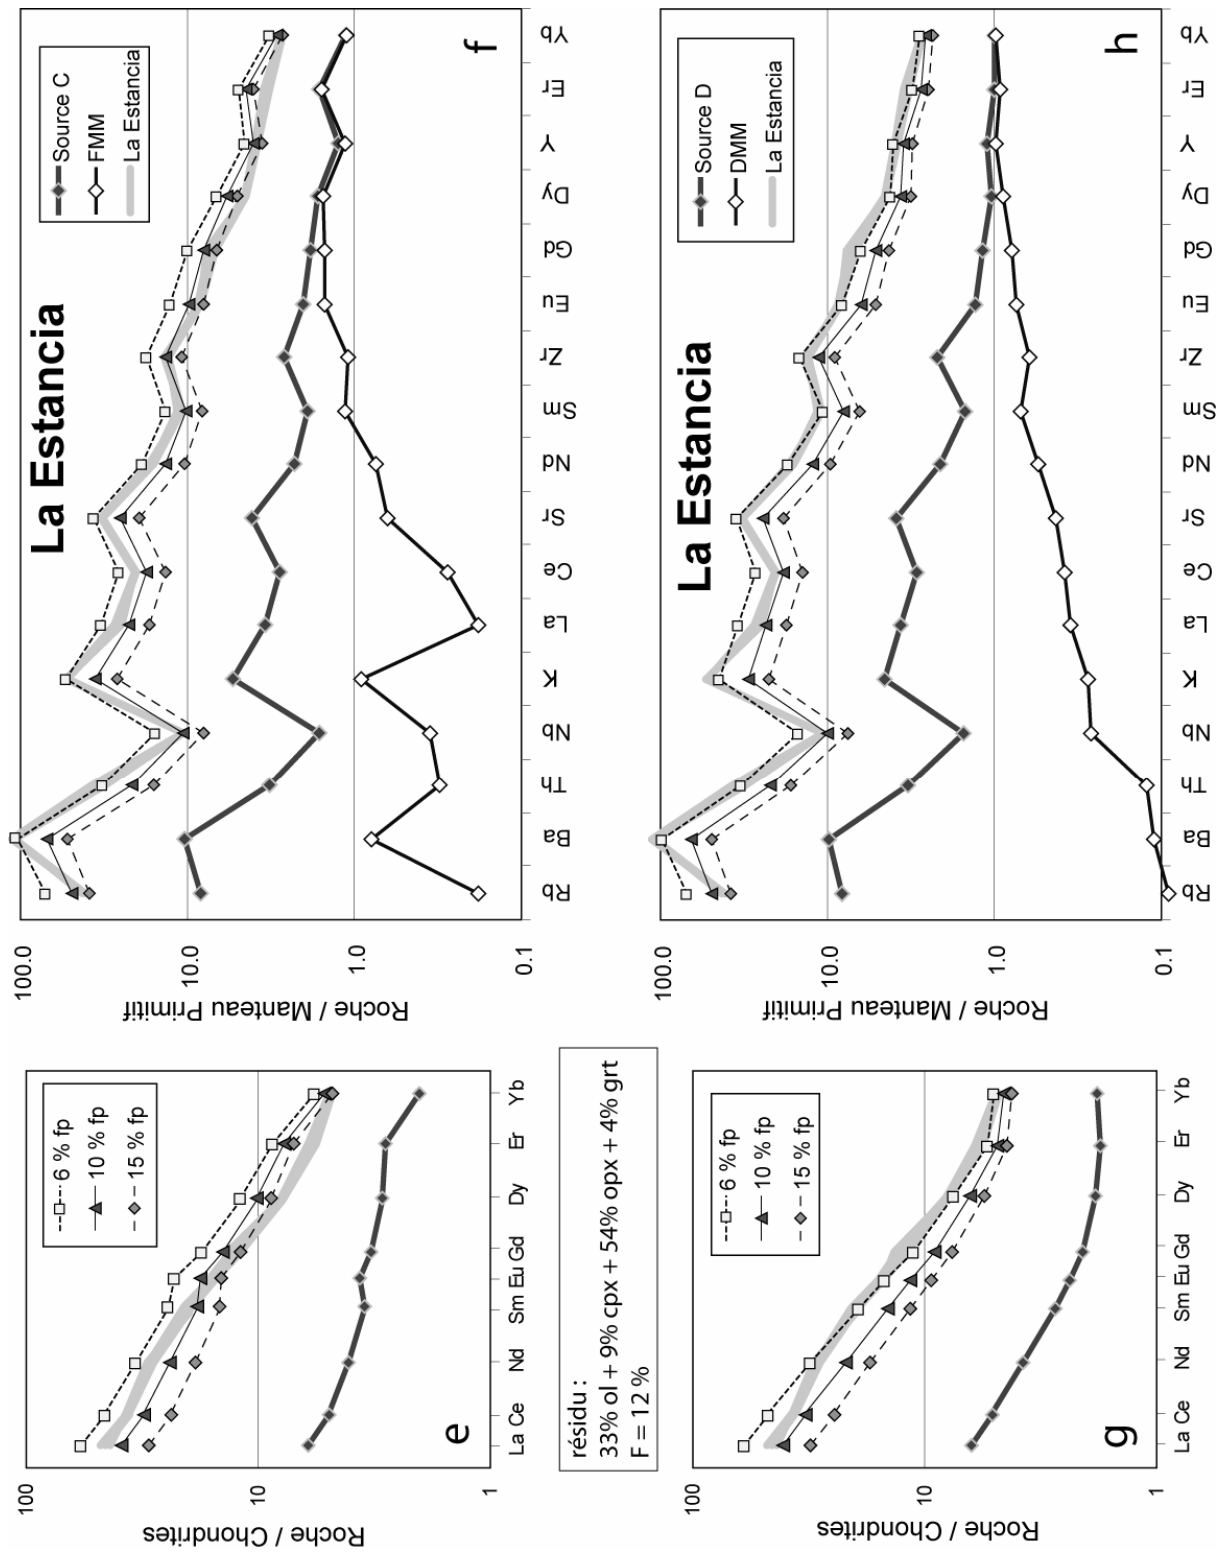 La Estancia
Source C
FMM
La Estancia
f
100.0
10.0
1.0
0.1
Roche / Manteau Primitif
Rb Ba Th Nb K La Ce Sr Nd Sm Zr Eu Gd Dy Y Er Yb
La Estancia
Source D
DMM
La Estancia
h
100.0
10.0
1.0
0.1
Roche / Manteau Primitif
Rb Ba Th Nb K La Ce Sr Nd Sm Zr Eu Gd Dy Y Er Yb
6 % fp
10 % fp
15 % fp
e
100
10
1
Roche / Chondrites
La Ce Nd Sm Eu Gd Dy Er Yb
résidu :
33% ol + 9% cpx + 54% opx + 4% grt
F = 12 %
6 % fp
10 % fp
15 % fp
g
100
10
1
Roche / Chondrites
La Ce Nd Sm Eu Gd Dy Er Yb